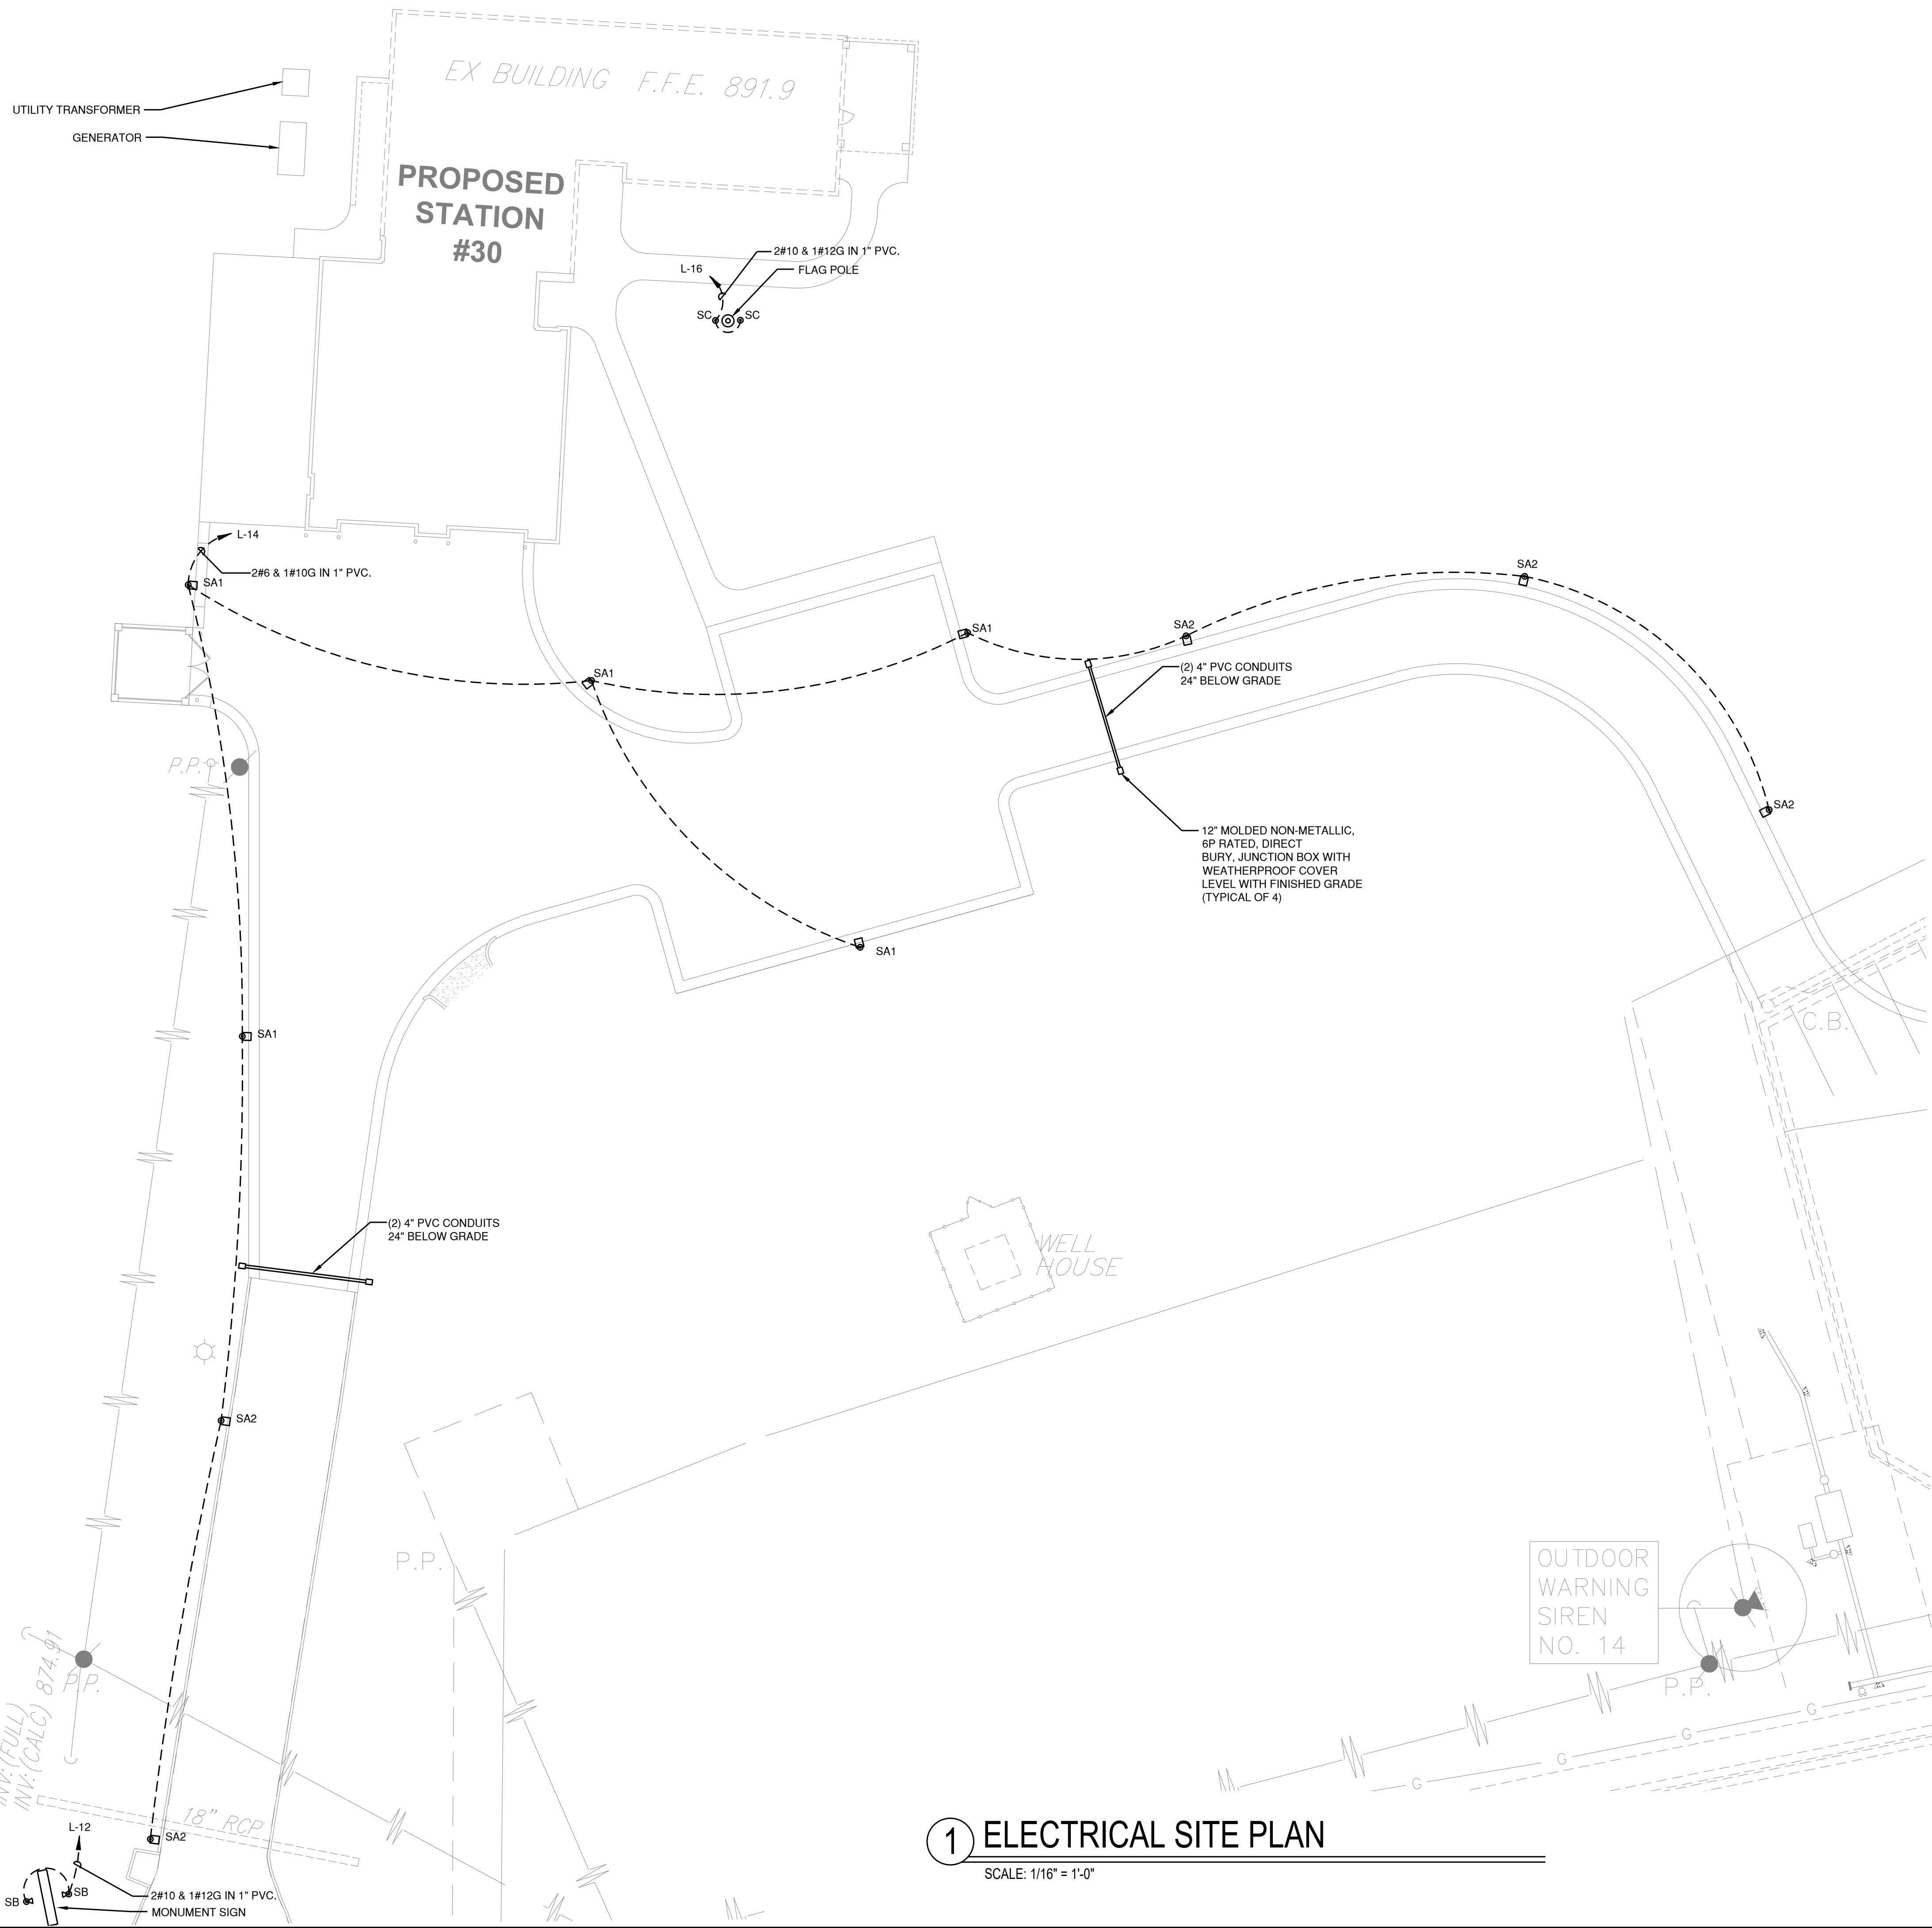 EX BUILDING F.F.E. 891.9
UTILITY TRANSFORMER
GENERATOR
PROPOSED
STATION
#30
2#10 & 1#12G IN 1" PVC.
L-16
FLAG POLE
SC
SC
L-14
2#6 & 1#10G IN 1" PVC.
SA1
SA2
SA2
SA1
(2) 4" PVC CONDUITS
24" BELOW GRADE
SA1
P.P.
SA2
12" MOLDED NON-METALLIC,
6P RATED, DIRECT
BURY, JUNCTION BOX WITH
WEATHERPROOF COVER
LEVEL WITH FINISHED GRADE
(TYPICAL OF 4)
SA1
C.B.
SA1
(2) 4" PVC CONDUITS
24" BELOW GRADE
WELL
HOUSE
SA2
P.P.
OUTDOOR
WARNING
SIREN
NO. 14
P.P.
P.P.
(FULL)
INV.(CALC) 874.91
G
G
G
G
18" RCP
L-12
SA2
SB
SB
2#10 & 1#12G IN 1" PVC.
MONUMENT SIGN
1 ELECTRICAL SITE PLAN
SCALE: 1/16" = 1'-0"